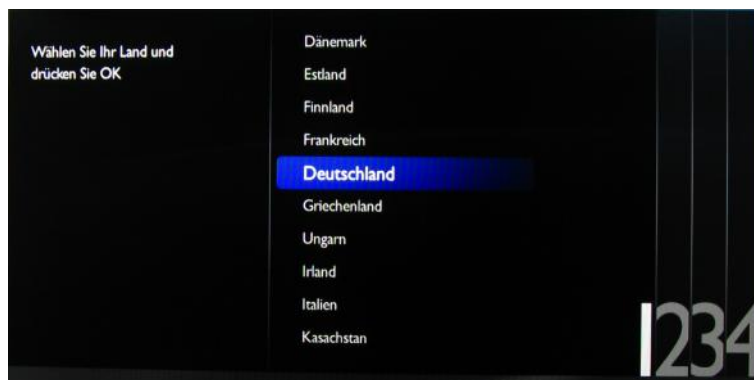 Wählen Sie Ihr Land und
drücken Sie OK
Dänemark
Estland
Finnland
Frankreich
Deutschland
Griechenland
Ungarn
Irland
Italien
Kasachstan
1234